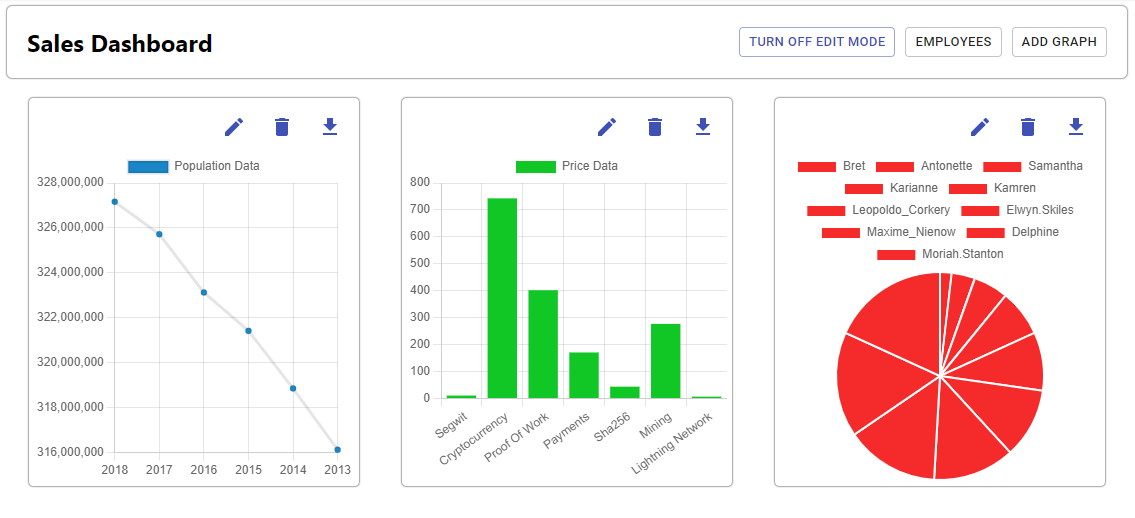 Sales Dashboard
TURN OFF EDIT MODE EMPLOYEES ADD GRAPH
Population Data
328,000,000
326,000,000
324,000,000
322,000,000
320,000,000
318,000,000
316,000,000
2018 2017 2016 2015 2014 2013
Price Data
800
700
600
500
400
300
200
100
0
Segwit Cryptocurrency Proof Of Work Payments Sha256 Mining Lightning Network
Bret Antonette Samantha
Karianne Kamren
Leopoldo_Corkery Elwyn.Skiles
Maxime_Nienow Delphine
Moriah.Stanton